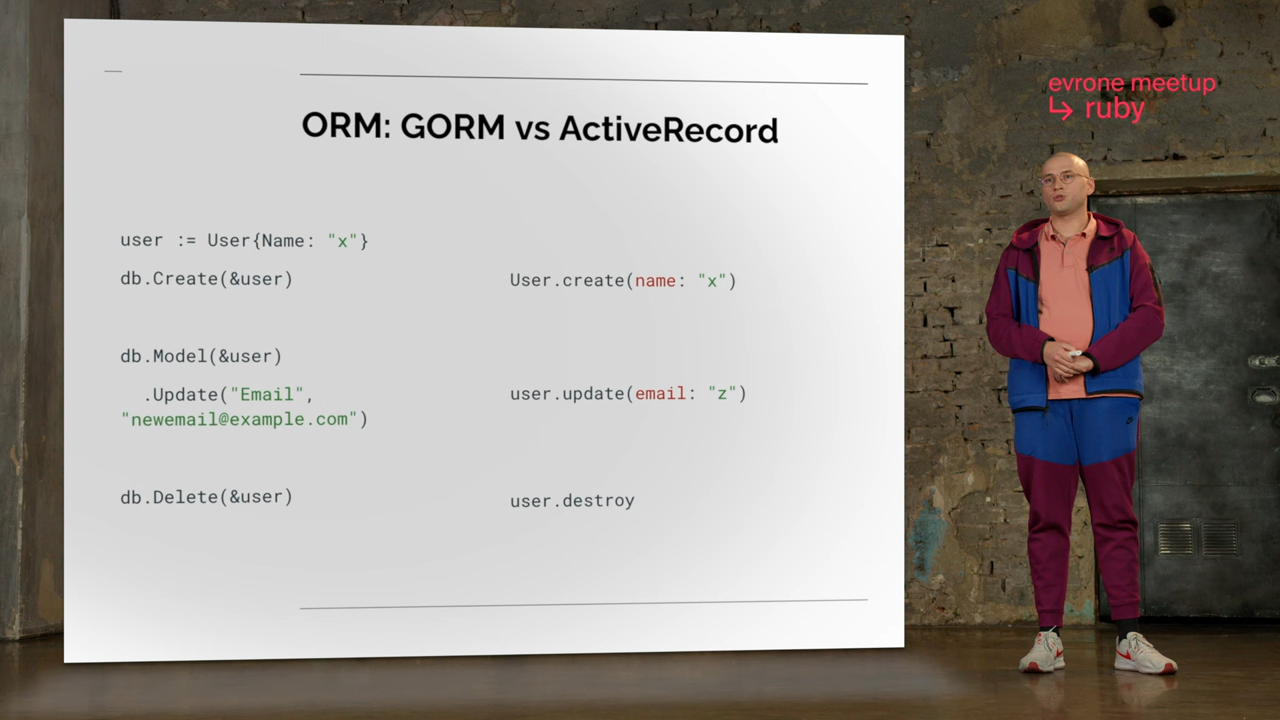 evrone meetup
↳ ruby
ORM: GORM vs ActiveRecord
user := User{Name: "x"}
db.Create(&user)
User.create(name: "x")
db.Model(&user)
.Update("Email",
"newemail@example.com")
user.update(email: "z")
db.Delete(&user)
user.destroy